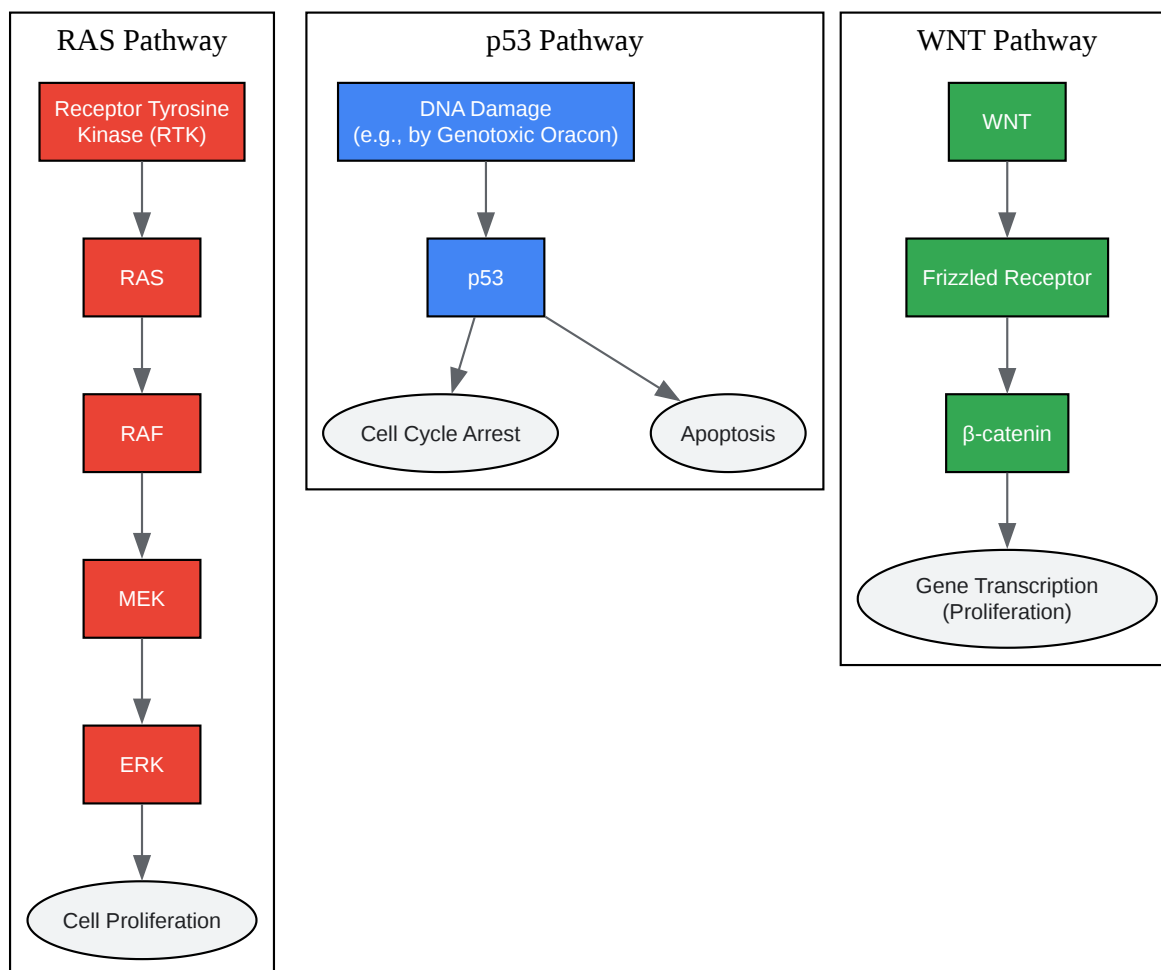 RAS Pathway
Receptor Tyrosine
Kinase (RTK)
RAS
RAF
MEK
ERK
Cell Proliferation
p53 Pathway
DNA Damage
(e.g., by Genotoxic Oracon)
p53
Cell Cycle Arrest
Apoptosis
WNT Pathway
WNT
Frizzled Receptor
β-catenin
Gene Transcription
(Proliferation)